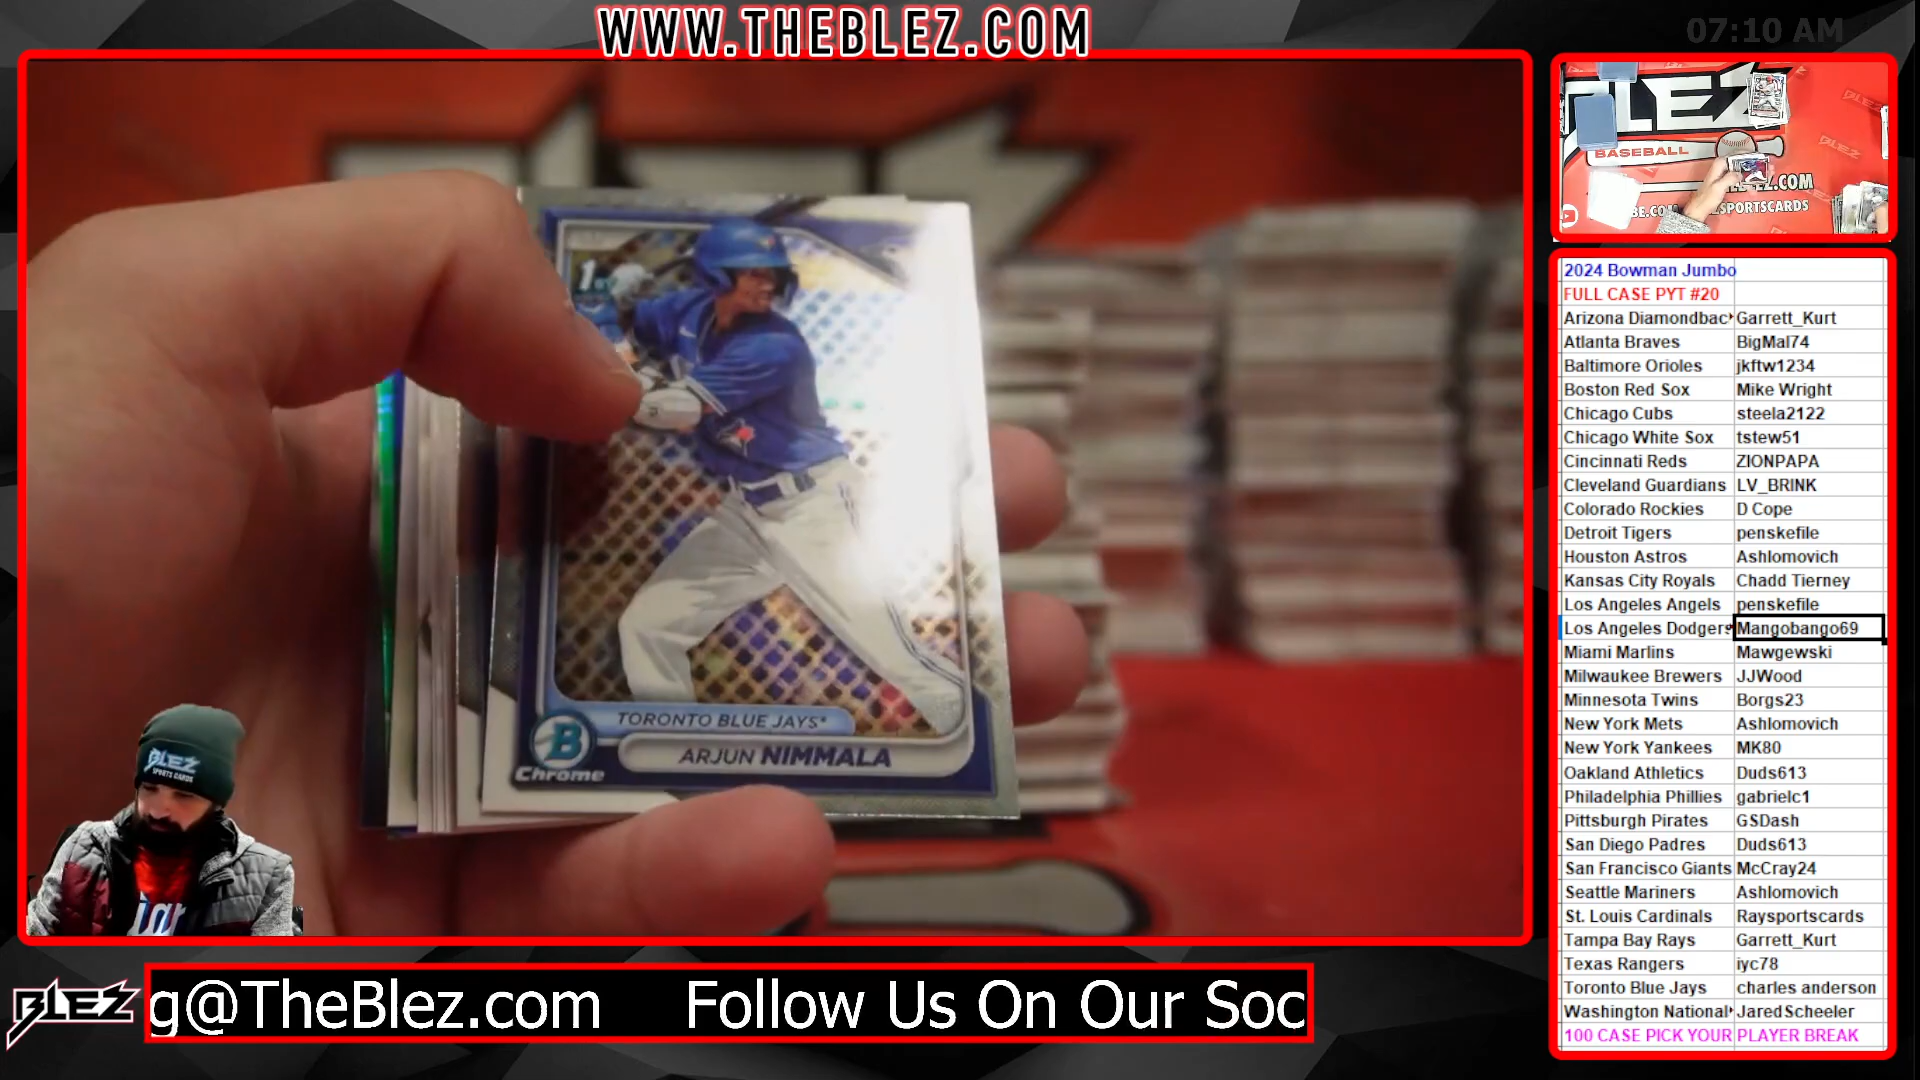 WWW.THEBLEZ.COM
07:10 AM
BLEZ
BASEBALL
1st
TORONTO BLUE JAYS*
ARJUN NIMMALA
B
Chrome
BLEZ
SPORTS CARDS
2024 Bowman Jumbo
FULL CASE PYT #20
Arizona Diamondbac Garrett_Kurt
Atlanta Braves BigMal74
Baltimore Orioles jkftw1234
Boston Red Sox Mike Wright
Chicago Cubs steela2122
Chicago White Sox tstew51
Cincinnati Reds ZIONPAPA
Cleveland Guardians LV_BRINK
Colorado Rockies D Cope
Detroit Tigers penskefile
Houston Astros Ashlomovich
Kansas City Royals Chadd Tierney
Los Angeles Angels penskefile
Los Angeles Dodgers Mangobango69
Miami Marlins Mawgewski
Milwaukee Brewers JJWood
Minnesota Twins Borgs23
New York Mets Ashlomovich
New York Yankees MK80
Oakland Athletics Duds613
Philadelphia Phillies gabrielc1
Pittsburgh Pirates GSDash
San Diego Padres Duds613
San Francisco Giants McCray24
Seattle Mariners Ashlomovich
St. Louis Cardinals Raysportscards
Tampa Bay Rays Garrett_Kurt
Texas Rangers iyc78
Toronto Blue Jays charles anderson
Washington National JaredScheeler
100 CASE PICK YOUR PLAYER BREAK
BLEZ
g@TheBlez.com Follow Us On Our Soc